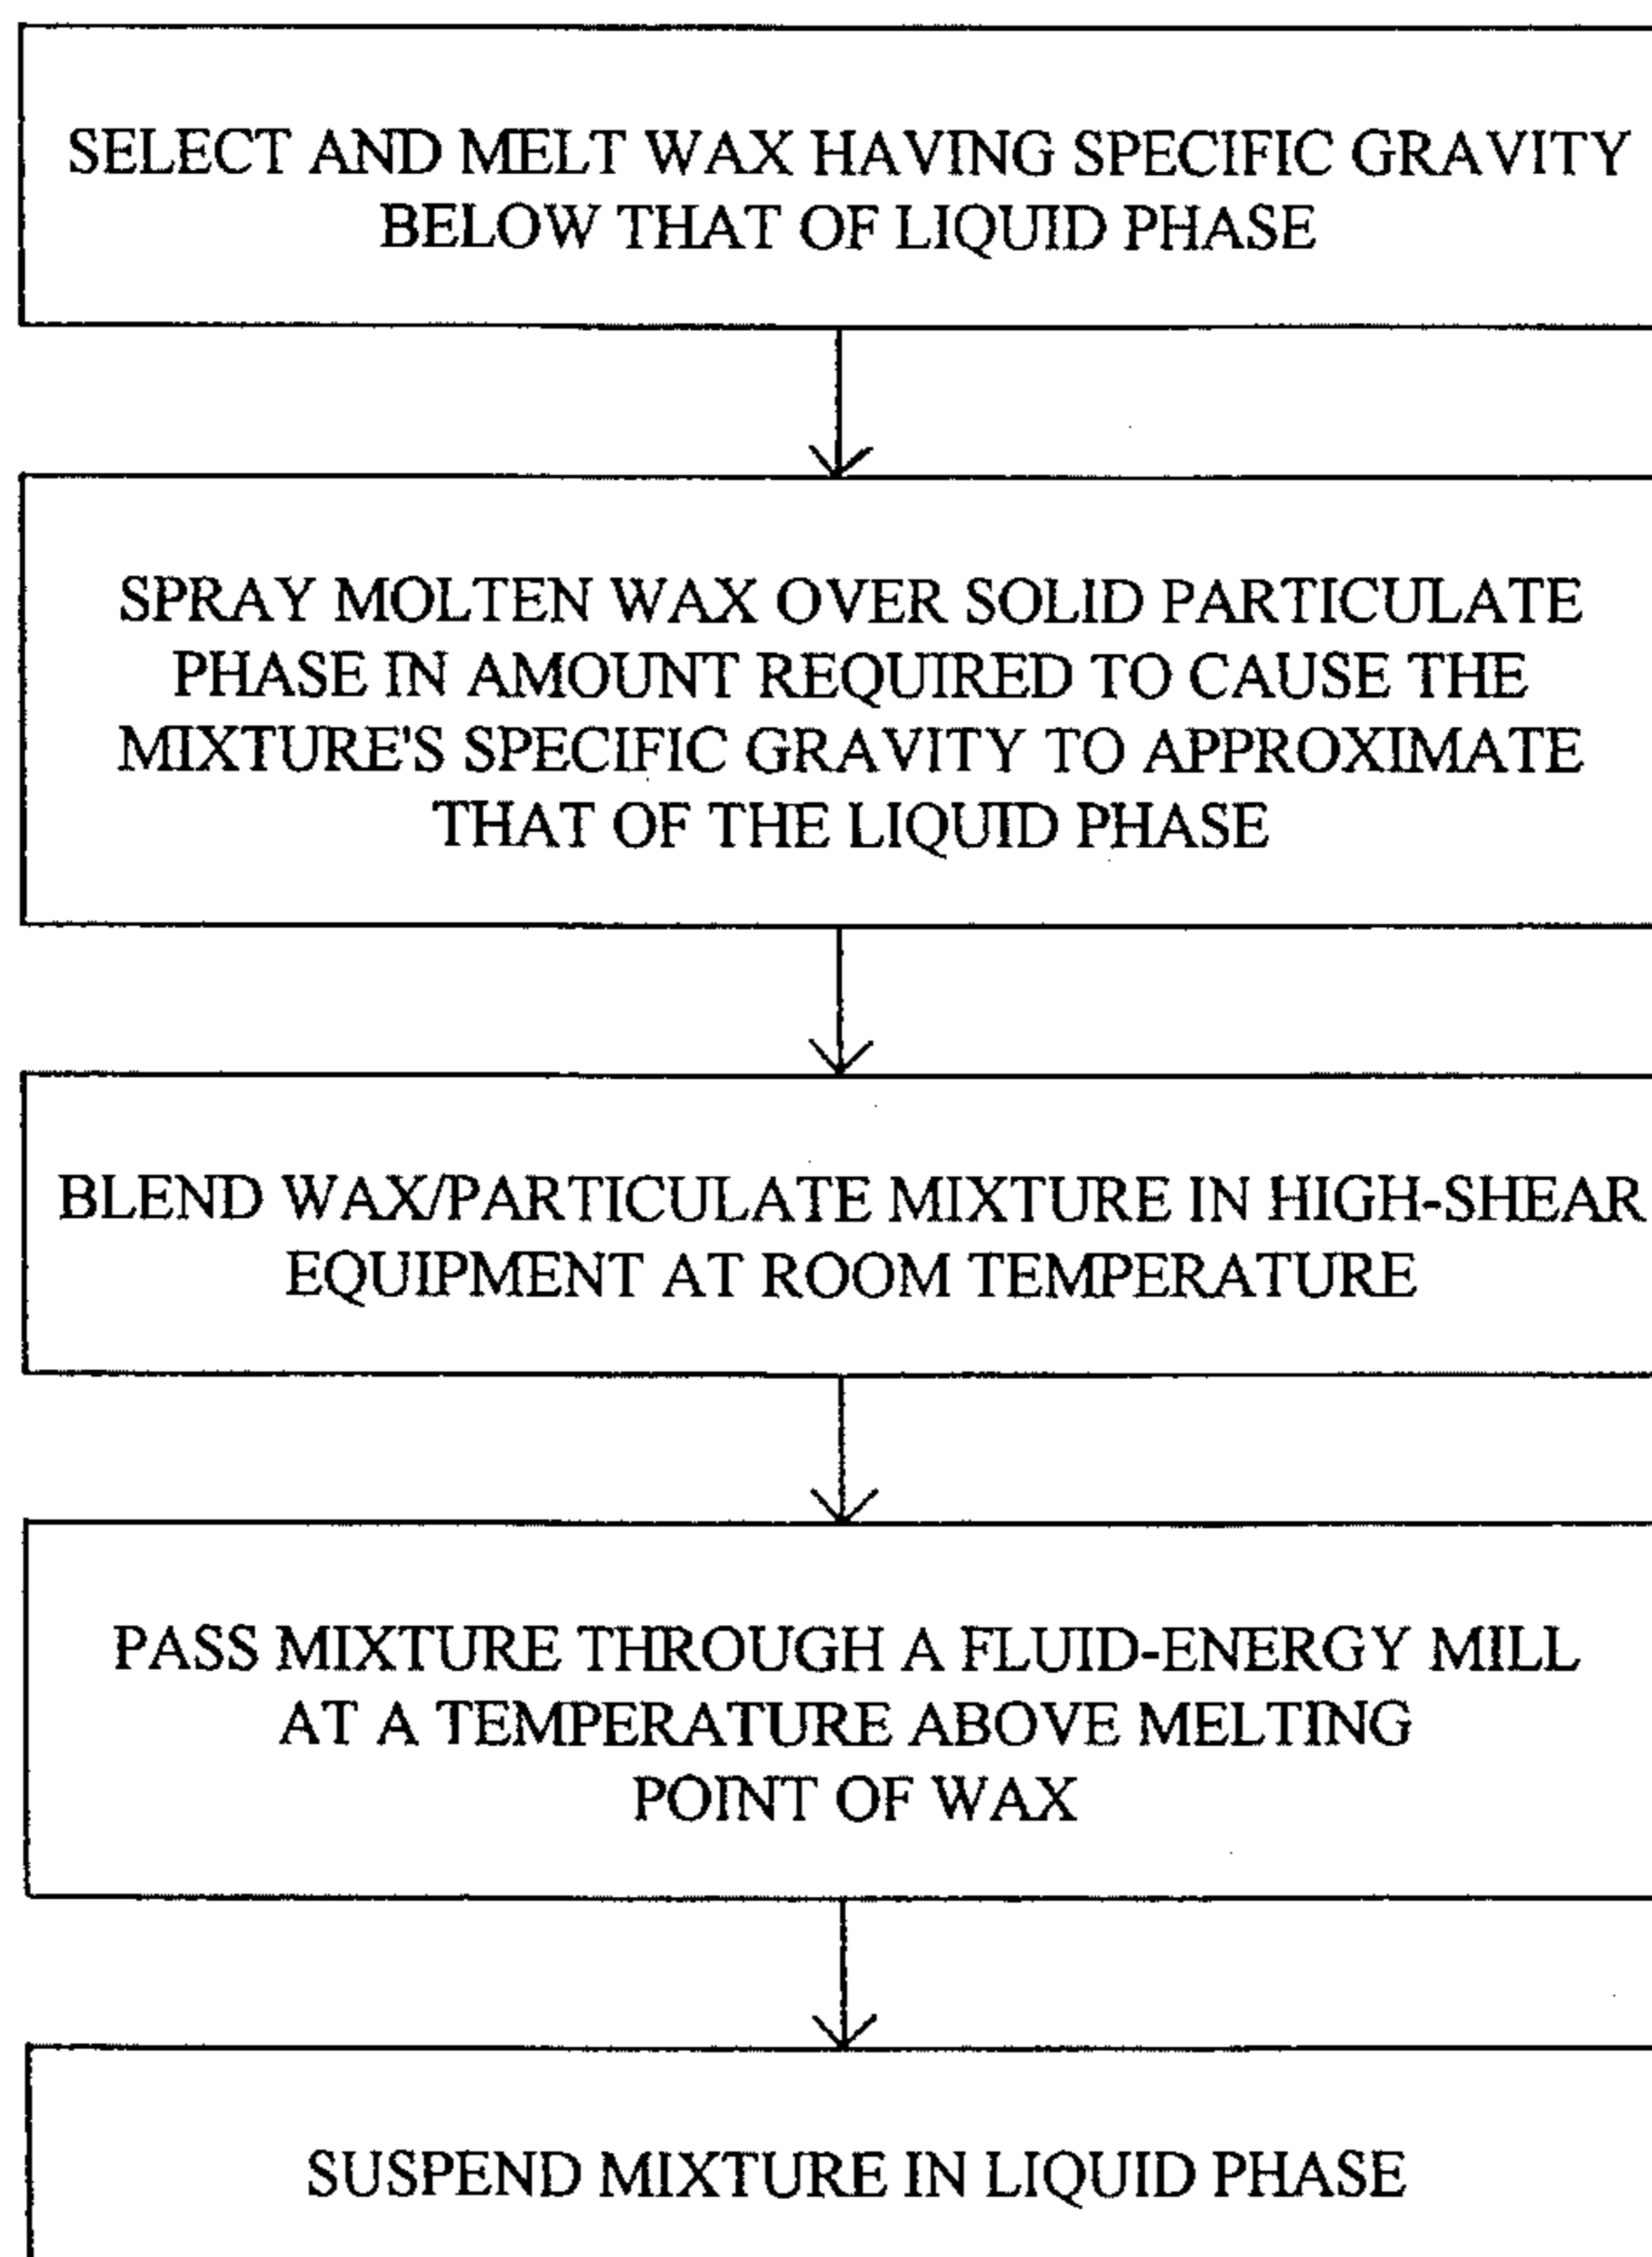 SELECT AND MELT WAX HAVING SPECIFIC GRAVITY
BELOW THAT OF LIQUID PHASE
SPRAY MOLTEN WAX OVER SOLID PARTICULATE
PHASE IN AMOUNT REQUIRED TO CAUSE THE
MIXTURE'S SPECIFIC GRAVITY TO APPROXIMATE
THAT OF THE LIQUID PHASE
BLEND WAX/PARTICULATE MIXTURE IN HIGH-SHEAR
EQUIPMENT AT ROOM TEMPERATURE
PASS MIXTURE THROUGH A FLUID-ENERGY MILL
AT A TEMPERATURE ABOVE MELTING
POINT OF WAX
SUSPEND MIXTURE IN LIQUID PHASE